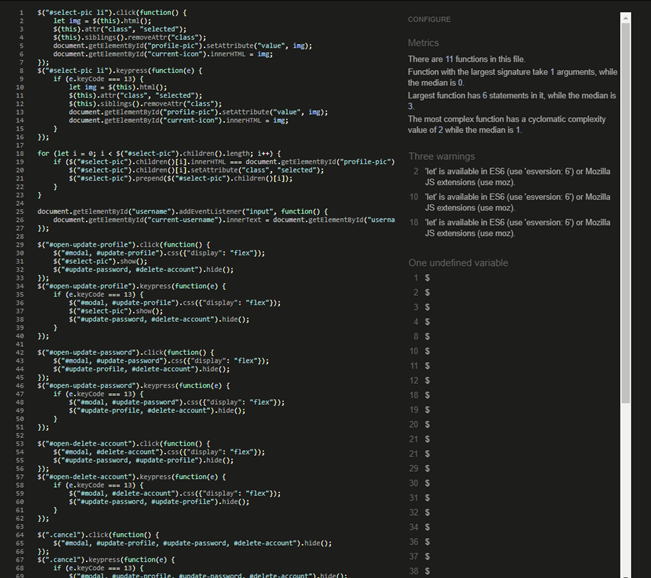 1 $("#select-pic li").click(function() {
2 let img = $(this).html();
3 $(this).attr("class", "selected");
4 $(this).siblings().removeAttr("class");
5 document.getElementById("profile-pic").setAttribute("value", img);
6 document.getElementById("current-icon").innerHTML = img;
7 });
8 $("#select-pic li").keypress(function(e) {
9 if (e.keyCode === 13) {
10 let img = $(this).html();
11 $(this).attr("class", "selected");
12 $(this).siblings().removeAttr("class");
13 document.getElementById("profile-pic").setAttribute("value", img);
14 document.getElementById("current-icon").innerHTML = img;
15 }
16 });
17
18 for (let i = 0; i < $("#select-pic").children().length; i++) {
19 if ($("#select-pic").children()[i].innerHTML === document.getElementById("profile-pic")
20 $("#select-pic").children()[i].setAttribute("class", "selected");
21 $("#select-pic").prepend($("#select-pic").children()[i]);
22 }
23 }
24
25 document.getElementById("username").addEventListener("input", function() {
26 document.getElementById("current-username").innerText = document.getElementById("userna
27 });
28
29 $("#open-update-profile").click(function() {
30 $("#modal, #update-profile").css({"display": "flex"});
31 $("#select-pic").show();
32 $("#update-password, #delete-account").hide();
33 });
34 $("#open-update-profile").keypress(function(e) {
35 if (e.keyCode === 13) {
36 $("#modal, #update-profile").css({"display": "flex"});
37 $("#select-pic").show();
38 $("#update-password, #delete-account").hide();
39 }
40 });
41
42 $("#open-update-password").click(function() {
43 $("#modal, #update-password").css({"display": "flex"});
44 $("#update-profile, #delete-account").hide();
45 });
46 $("#open-update-password").keypress(function(e) {
47 if (e.keyCode === 13) {
48 $("#modal, #update-password").css({"display": "flex"});
49 $("#update-profile, #delete-account").hide();
50 }
51 });
52
53 $("#open-delete-account").click(function() {
54 $("#modal, #delete-account").css({"display": "flex"});
55 $("#update-password, #update-profile").hide();
56 });
57 $("#open-delete-account").keypress(function(e) {
58 if (e.keyCode === 13) {
59 $("#modal, #delete-account").css({"display": "flex"});
60 $("#update-password, #update-profile").hide();
61 }
62 });
63
64 $(".cancel").click(function() {
65 $("#modal, #update-profile, #update-password, #delete-account").hide();
66 });
67 $(".cancel").keypress(function(e) {
68 if (e.keyCode === 13) {
69 $("#modal, #update-profile, #update-password, #delete-account").hide();
CONFIGURE
Metrics
There are 11 functions in this file.
Function with the largest signature take 1 arguments, while
the median is 0.
Largest function has 6 statements in it, while the median is
3.
The most complex function has a cyclomatic complexity
value of 2 while the median is 1.
Three warnings
2 'let' is available in ES6 (use 'esversion: 6') or Mozilla
JS extensions (use moz).
10 'let' is available in ES6 (use 'esversion: 6') or Mozilla
JS extensions (use moz).
18 'let' is available in ES6 (use 'esversion: 6') or Mozilla
JS extensions (use moz).
One undefined variable
1 $
2 $
3 $
4 $
8 $
10 $
11 $
12 $
18 $
19 $
20 $
21 $
21 $
29 $
30 $
31 $
32 $
34 $
36 $
37 $
38 $